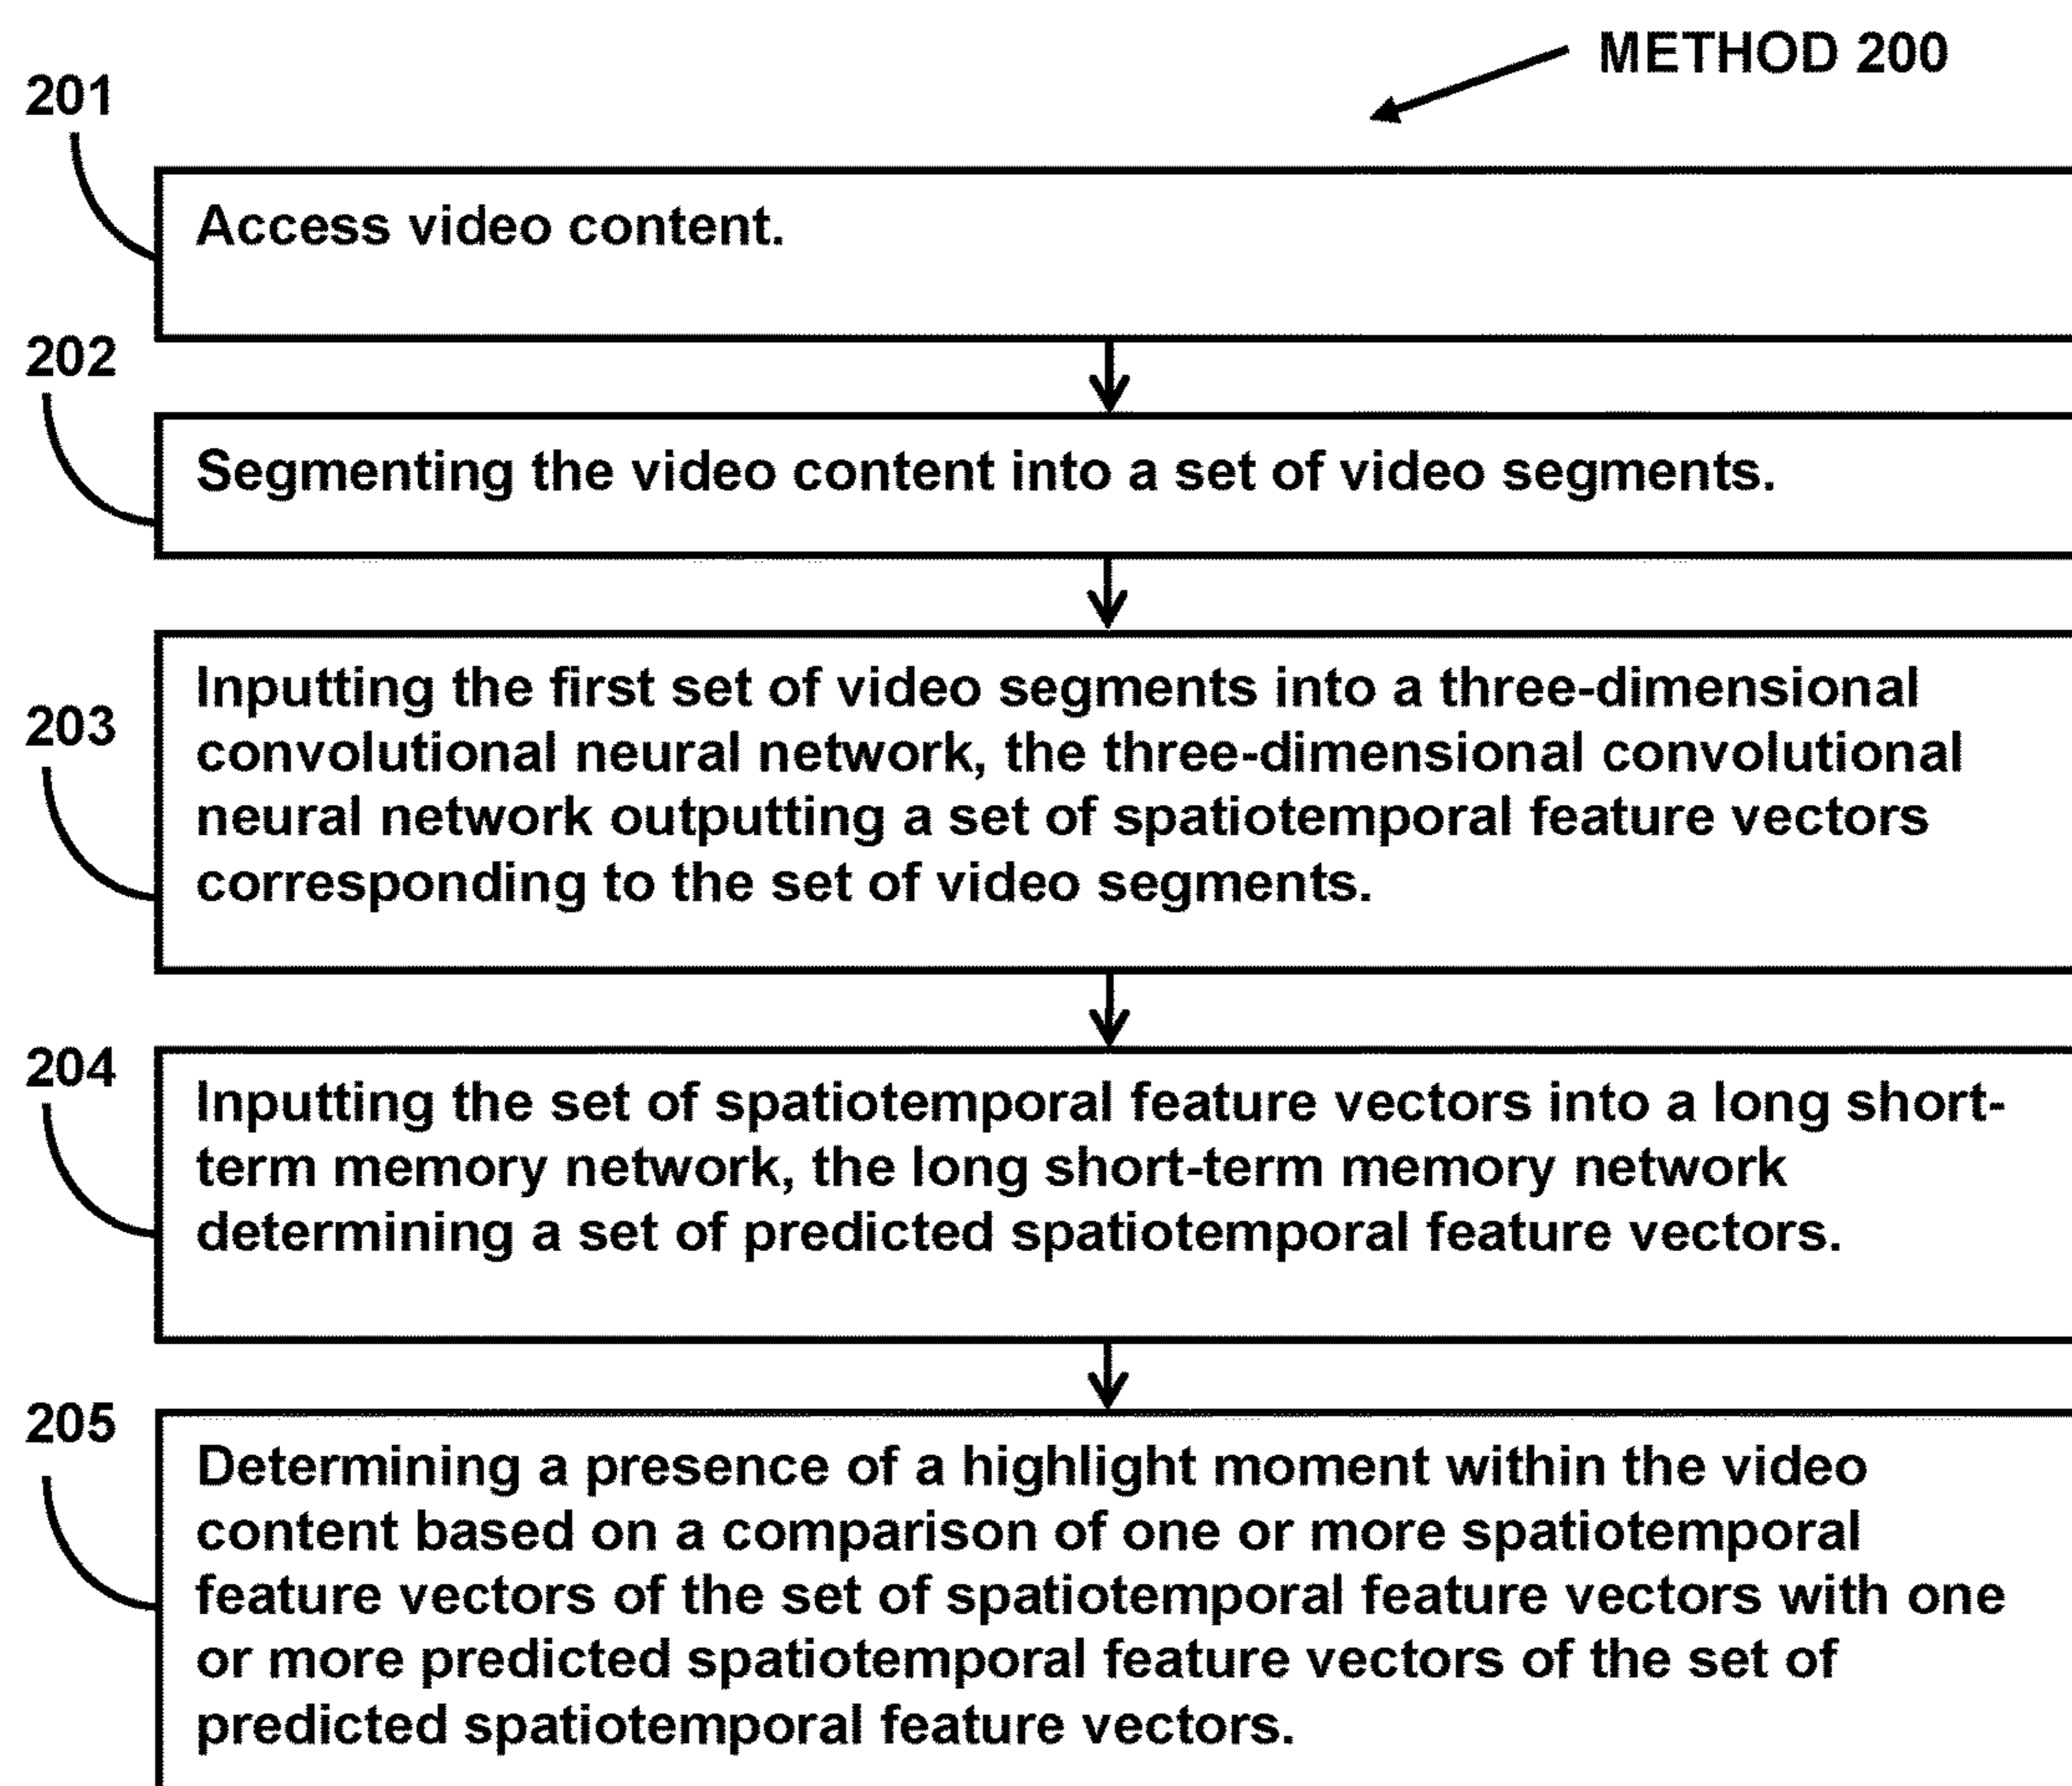 METHOD 200
201
Access video content.
202
Segmenting the video content into a set of video segments.
203
Inputting the first set of video segments into a three-dimensional
convolutional neural network, the three-dimensional convolutional
neural network outputting a set of spatiotemporal feature vectors
corresponding to the set of video segments.
204
Inputting the set of spatiotemporal feature vectors into a long short-
term memory network, the long short-term memory network
determining a set of predicted spatiotemporal feature vectors.
205
Determining a presence of a highlight moment within the video
content based on a comparison of one or more spatiotemporal
feature vectors of the set of spatiotemporal feature vectors with one
or more predicted spatiotemporal feature vectors of the set of
predicted spatiotemporal feature vectors.